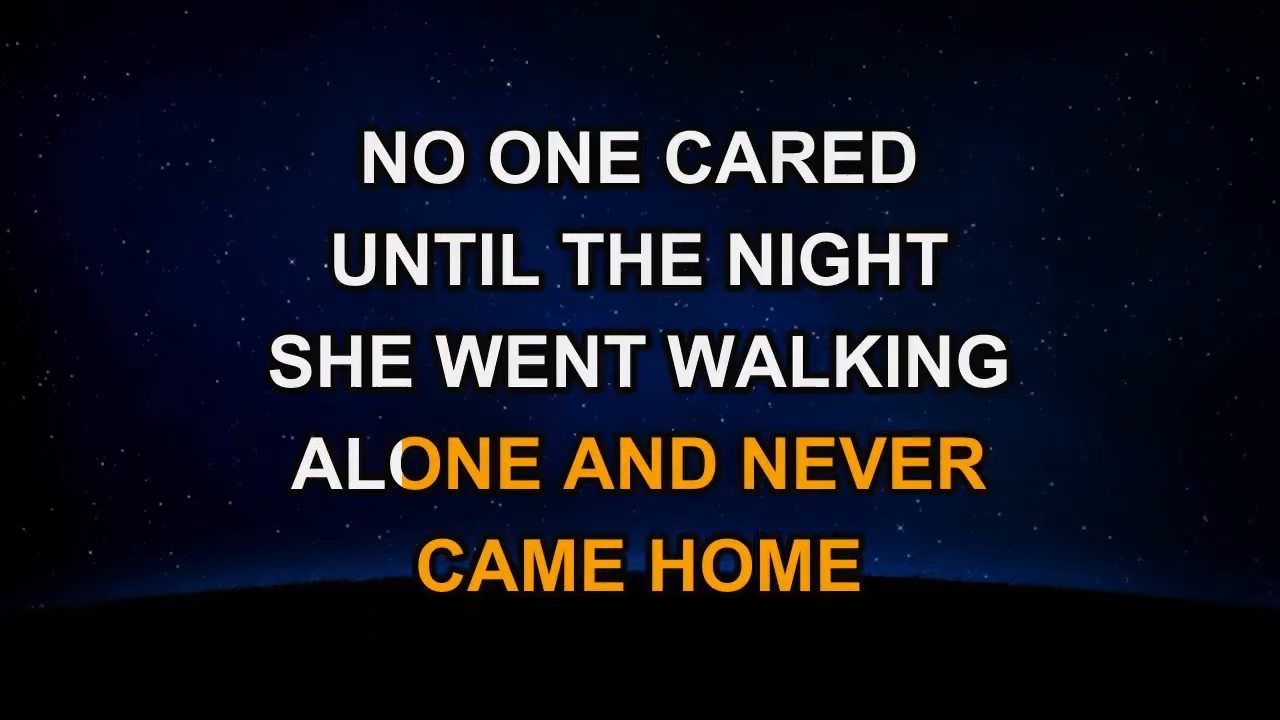 NO ONE CARED
UNTIL THE NIGHT
SHE WENT WALKING
ALONE AND NEVER
CAME HOME